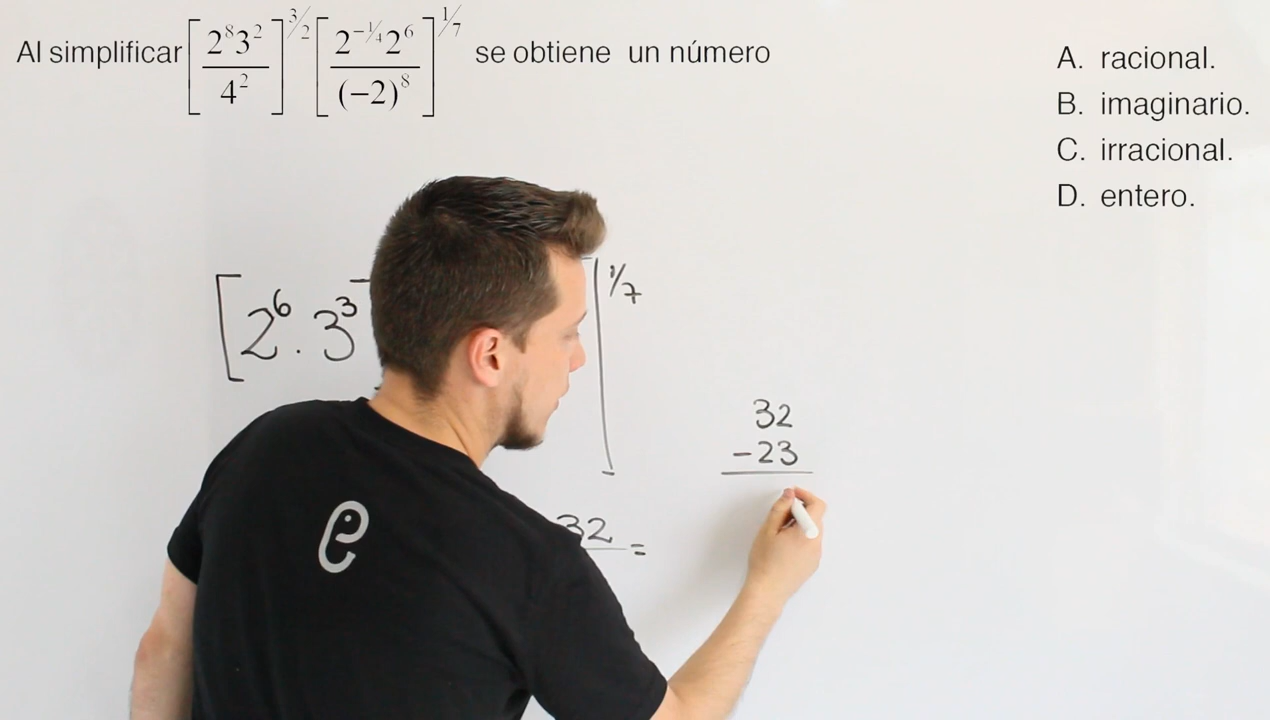 Al simplificar [2^8 3^2 / 4^2]^{3/2} [2^{-1/4} 2^6 / (-2)^8]^{1/7} se obtiene un número
A. racional.
B. imaginario.
C. irracional.
D. entero.
[2^6 . 3^3 ]^{1/7}
32
-23
32 =